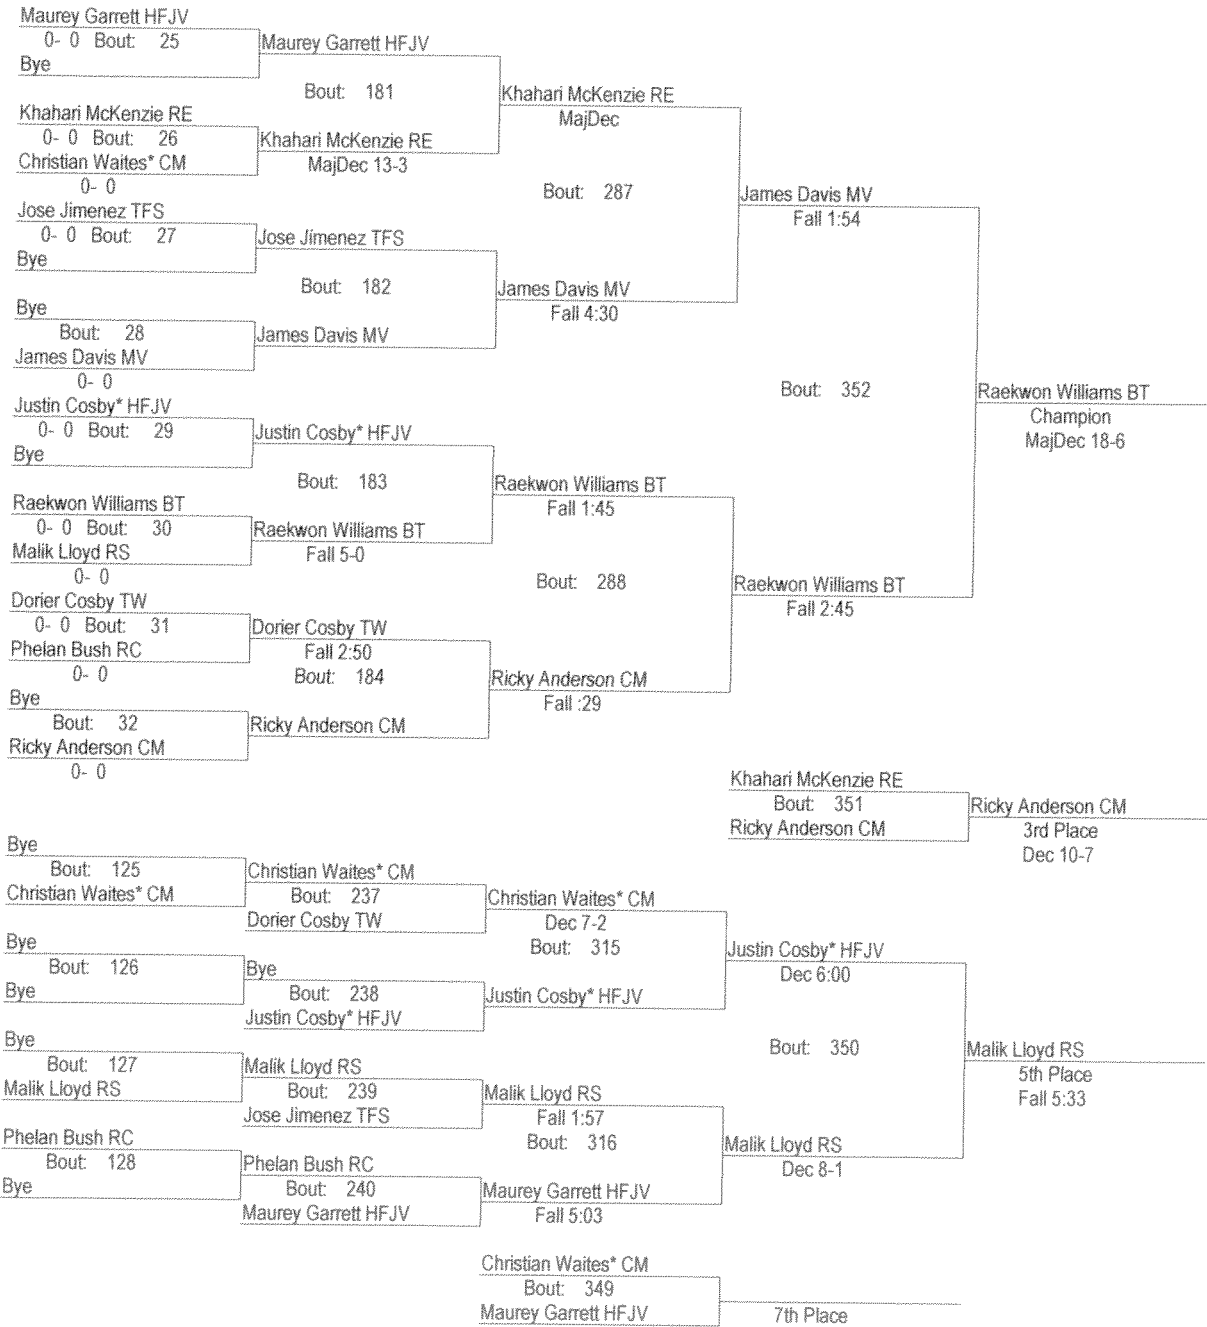 Maurey Garrett HFJV
0- 0 Bout: 25
Maurey Garrett HFJV
Bye
Bout: 181
Khahari McKenzie RE
MajDec
Khahari McKenzie RE
0- 0 Bout: 26
Khahari McKenzie RE
Christian Waites* CM
MajDec 13-3
0- 0
Bout: 287
James Davis MV
Fall 1:54
Jose Jimenez TFS
0- 0 Bout: 27
Jose Jimenez TFS
Bye
Bout: 182
James Davis MV
Fall 4:30
Bye
Bout: 28
James Davis MV
James Davis MV
0- 0
Bout: 352
Raekwon Williams BT
Champion
MajDec 18-6
Justin Cosby* HFJV
0- 0 Bout: 29
Justin Cosby* HFJV
Bye
Bout: 183
Raekwon Williams BT
Fall 1:45
Raekwon Williams BT
0- 0 Bout: 30
Raekwon Williams BT
Malik Lloyd RS
Fall 5-0
0- 0
Bout: 288
Raekwon Williams BT
Fall 2:45
Dorier Cosby TW
0- 0 Bout: 31
Dorier Cosby TW
Phelan Bush RC
Fall 2:50
0- 0
Bout: 184
Ricky Anderson CM
Fall :29
Bye
Bout: 32
Ricky Anderson CM
Ricky Anderson CM
0- 0
Khahari McKenzie RE
Bout: 351
Ricky Anderson CM
Ricky Anderson CM
3rd Place
Dec 10-7
Bye
Bout: 125
Christian Waites* CM
Christian Waites* CM
Bout: 237
Christian Waites* CM
Dorier Cosby TW
Dec 7-2
Bye
Bout: 315
Justin Cosby* HFJV
Bout: 126
Bye
Dec 6:00
Bye
Bout: 238
Justin Cosby* HFJV
Justin Cosby* HFJV
Bye
Bout: 350
Malik Lloyd RS
Bout: 127
Malik Lloyd RS
5th Place
Malik Lloyd RS
Bout: 239
Malik Lloyd RS
Fall 5:33
Jose Jimenez TFS
Fall 1:57
Phelan Bush RC
Bout: 316
Malik Lloyd RS
Bout: 128
Phelan Bush RC
Dec 8-1
Bye
Bout: 240
Maurey Garrett HFJV
Maurey Garrett HFJV
Fall 5:03
Christian Waites* CM
Bout: 349
Maurey Garrett HFJV
7th Place